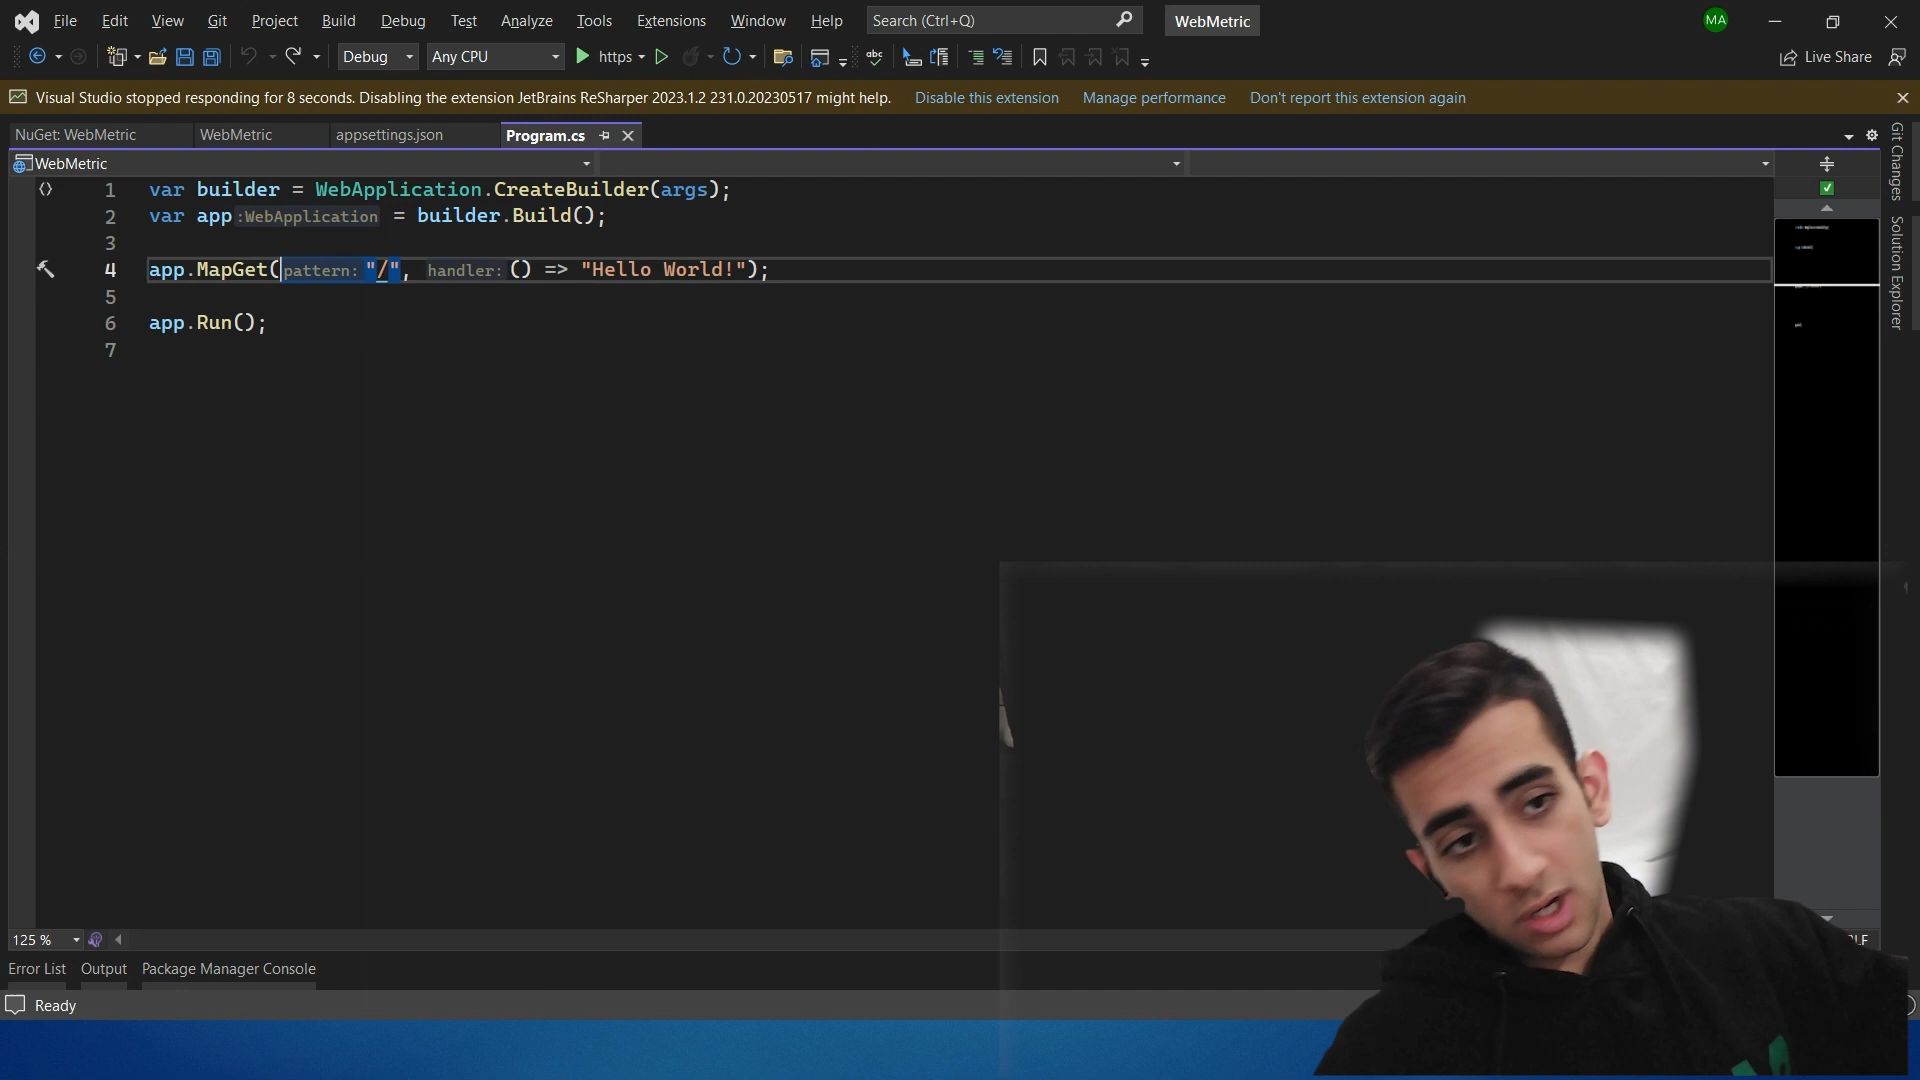 File Edit View Git Project Build Debug Test Analyze Tools Extensions Window Help Search (Ctrl+Q) WebMetric MA
Debug Any CPU https Live Share
Visual Studio stopped responding for 8 seconds. Disabling the extension JetBrains ReSharper 2023.1.2 231.0.20230517 might help. Disable this extension Manage performance Don't report this extension again
NuGet: WebMetric WebMetric appsettings.json Program.cs
WebMetric
1 var builder = WebApplication.CreateBuilder(args);
2 var app :WebApplication = builder.Build();
3
4 app.MapGet(pattern: "/", handler: () => "Hello World!");
5
6 app.Run();
7
Git Changes
Solution Explorer
125 %
Error List Output Package Manager Console
Ready